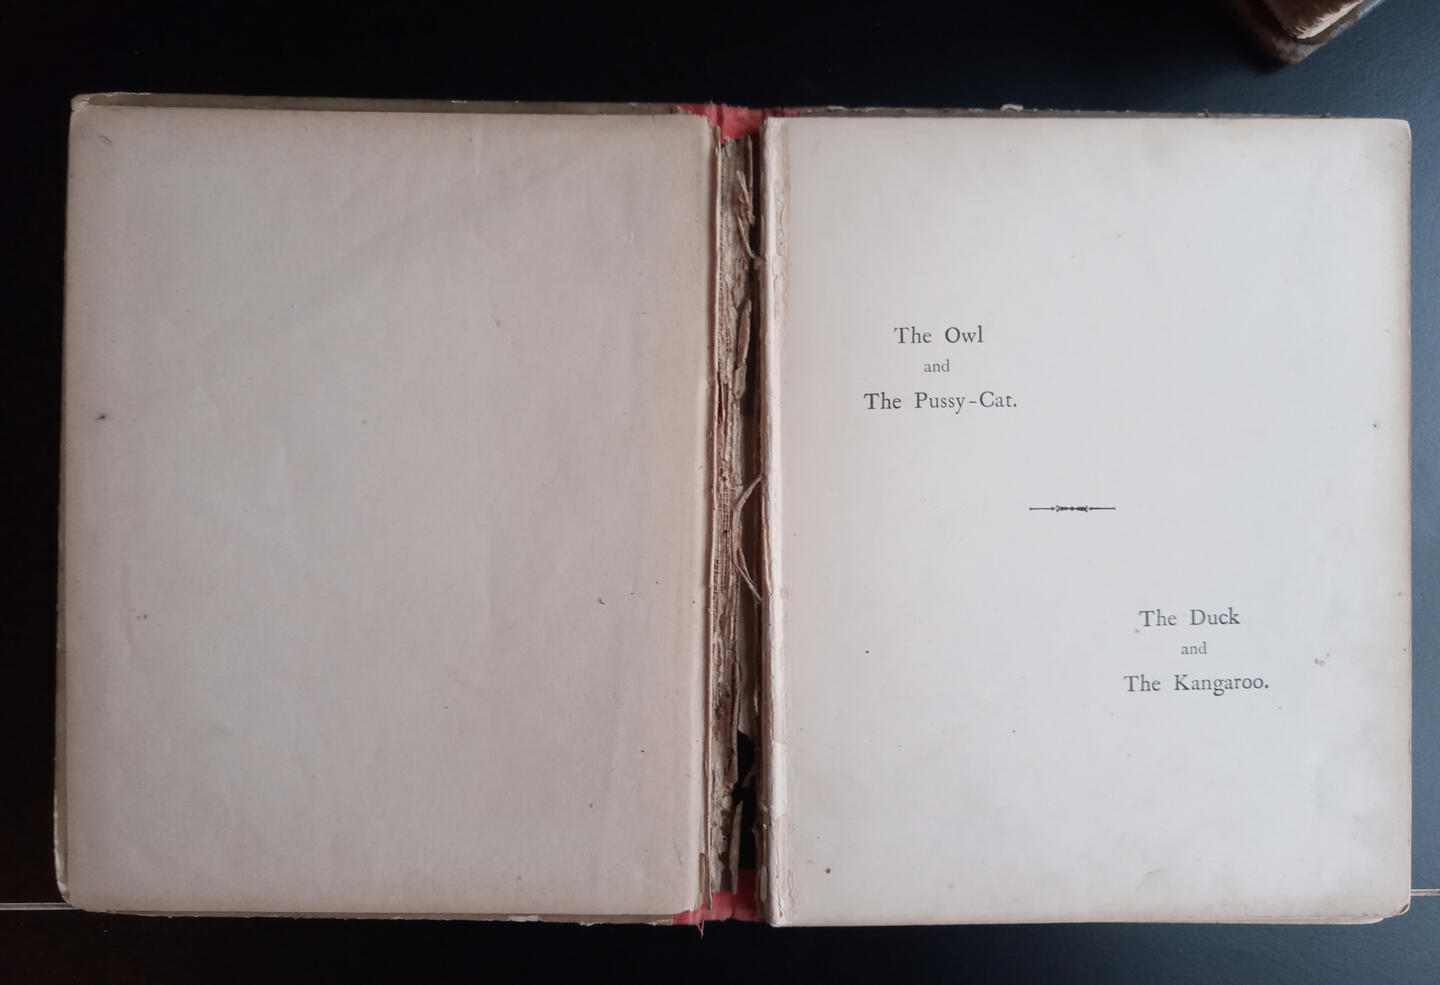 The Owl
and
The Pussy-Cat.
The Duck
and
The Kangaroo.